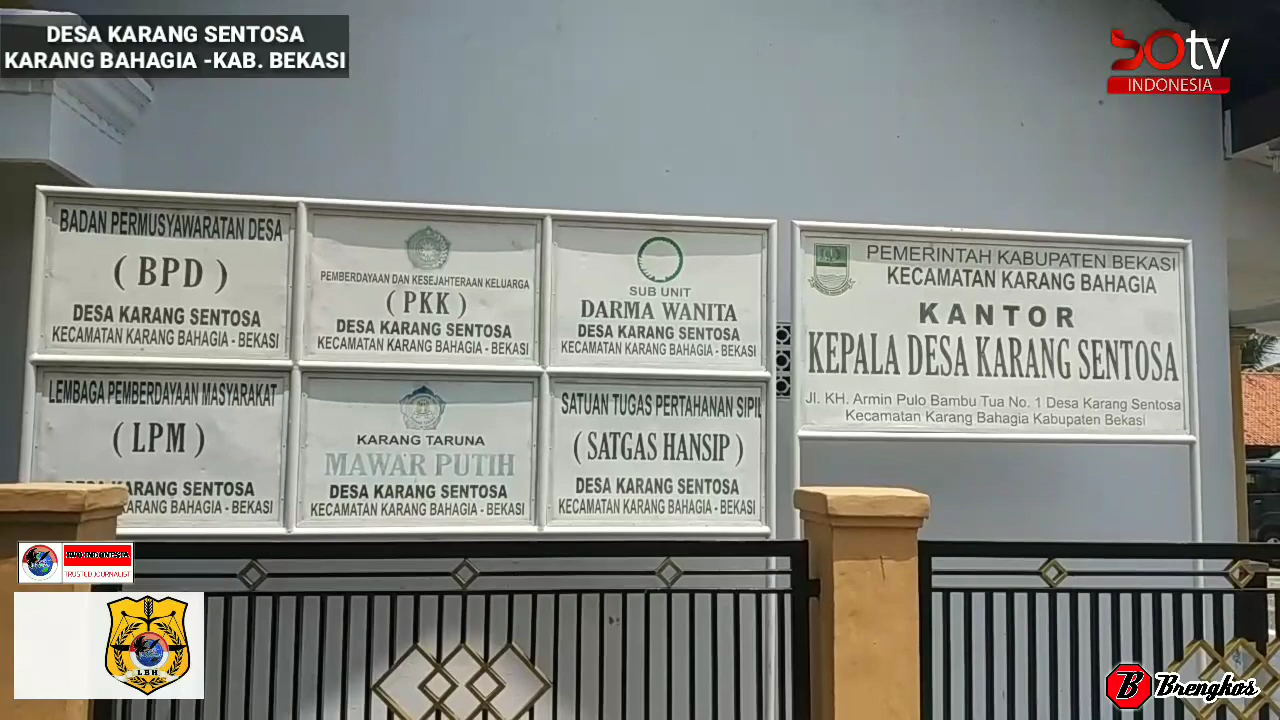 DESA KARANG SENTOSA
KARANG BAHAGIA -KAB. BEKASI
SOtv
INDONESIA
BADAN PERMUSYAWARATAN DESA
( BPD )
DESA KARANG SENTOSA
KECAMATAN KARANG BAHAGIA - BEKASI
PEMBERDAYAAN DAN KESEJAHTERAAN KELUARGA
( PKK )
DESA KARANG SENTOSA
KECAMATAN KARANG BAHAGIA - BEKASI
SUB UNIT
DARMA WANITA
DESA KARANG SENTOSA
KECAMATAN KARANG BAHAGIA - BEKASI
LEMBAGA PEMBERDAYAAN MASYARAKAT
( LPM )
DESA KARANG SENTOSA
KARANG BAHAGIA - BEKASI
KARANG TARUNA
MAWAR PUTIH
DESA KARANG SENTOSA
KECAMATAN KARANG BAHAGIA - BEKASI
SATUAN TUGAS PERTAHANAN SIPIL
( SATGAS HANSIP )
DESA KARANG SENTOSA
KECAMATAN KARANG BAHAGIA - BEKASI
PEMERINTAH KABUPATEN BEKASI
KECAMATAN KARANG BAHAGIA
KANTOR
KEPALA DESA KARANG SENTOSA
Jl. KH. Armin Pulo Bambu Tua No. 1 Desa Karang Sentosa
Kecamatan Karang Bahagia Kabupaten Bekasi
TRUSTED JOURNALIST
LBH
B Brengkos